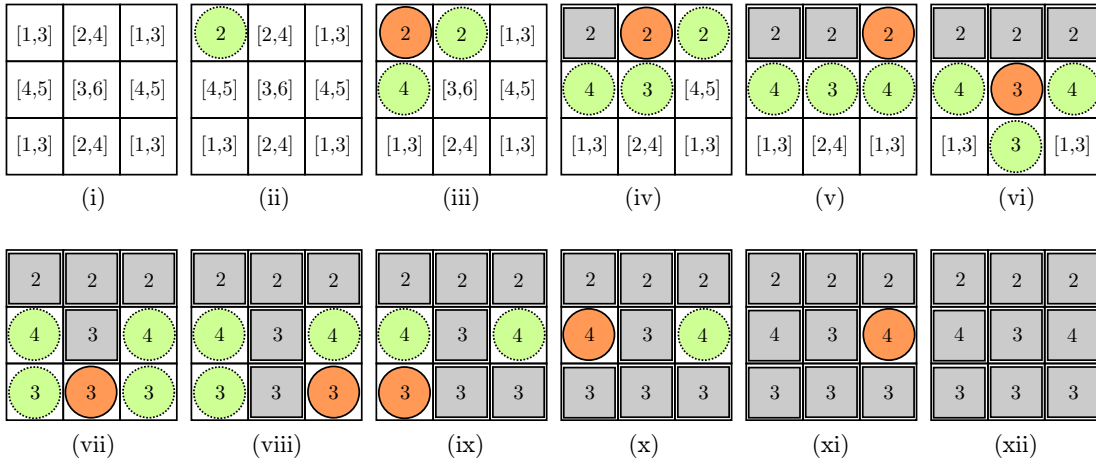 [1,3] [2,4] [1,3] 2 [2,4] [1,3] 2 2 [1,3] 2 2 2 2 2 2 2 2 2
[4,5] [3,6] [4,5] [4,5] [3,6] [4,5] 4 [3,6] [4,5] 4 3 [4,5] 4 3 4 4 3 4
[1,3] [2,4] [1,3] [1,3] [2,4] [1,3] [1,3] [2,4] [1,3] [1,3] [2,4] [1,3] [1,3] [2,4] [1,3] [1,3] 3 [1,3]
(i) (ii) (iii) (iv) (v) (vi)
2 2 2 2 2 2 2 2 2 2 2 2 2 2 2 2 2 2
4 3 4 4 3 4 4 3 4 4 3 4 4 3 4 4 3 4
3 3 3 3 3 3 3 3 3 3 3 3 3 3 3 3 3 3
(vii) (viii) (ix) (x) (xi) (xii)